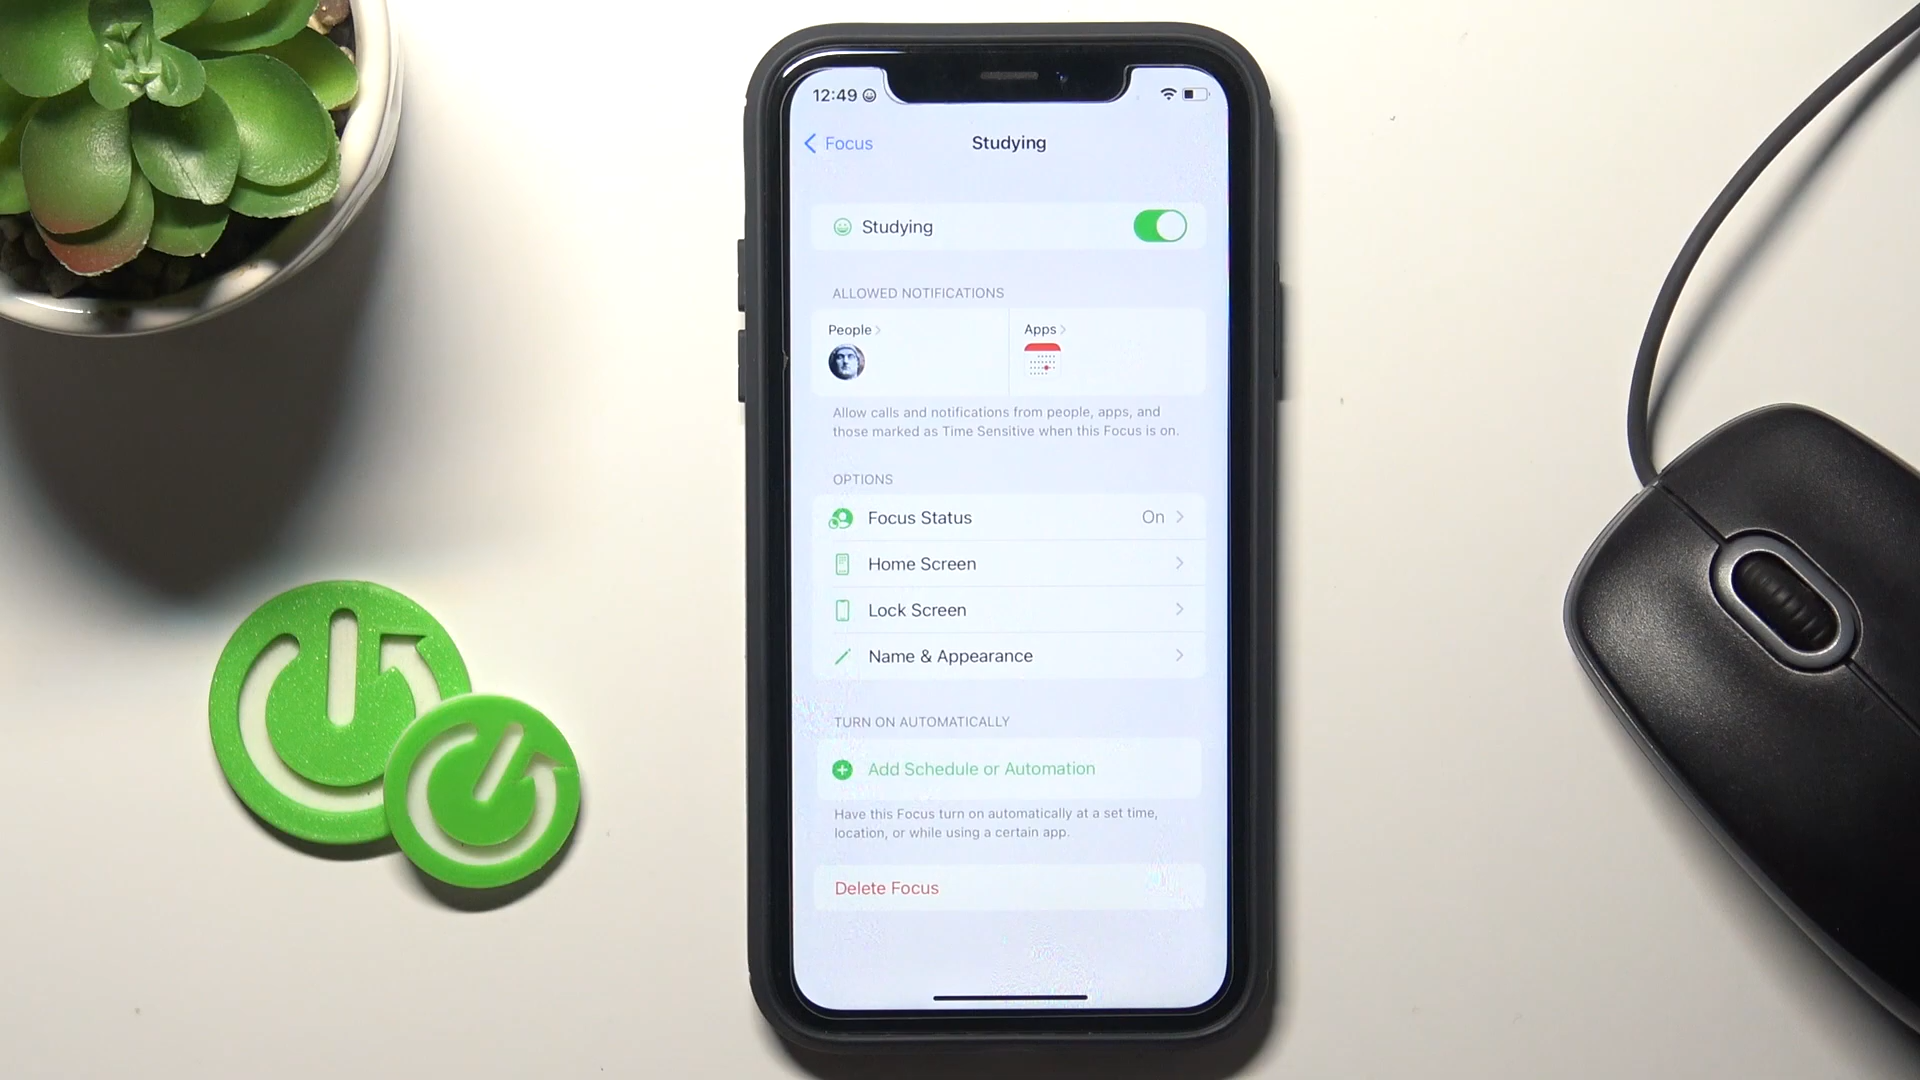 12:49
Focus
Studying
Studying
ALLOWED NOTIFICATIONS
People
Apps
Allow calls and notifications from people, apps, and
those marked as Time Sensitive when this Focus is on.
OPTIONS
Focus Status
On
Home Screen
Lock Screen
Name & Appearance
TURN ON AUTOMATICALLY
Add Schedule or Automation
Have this Focus turn on automatically at a set time,
location, or while using a certain app.
Delete Focus